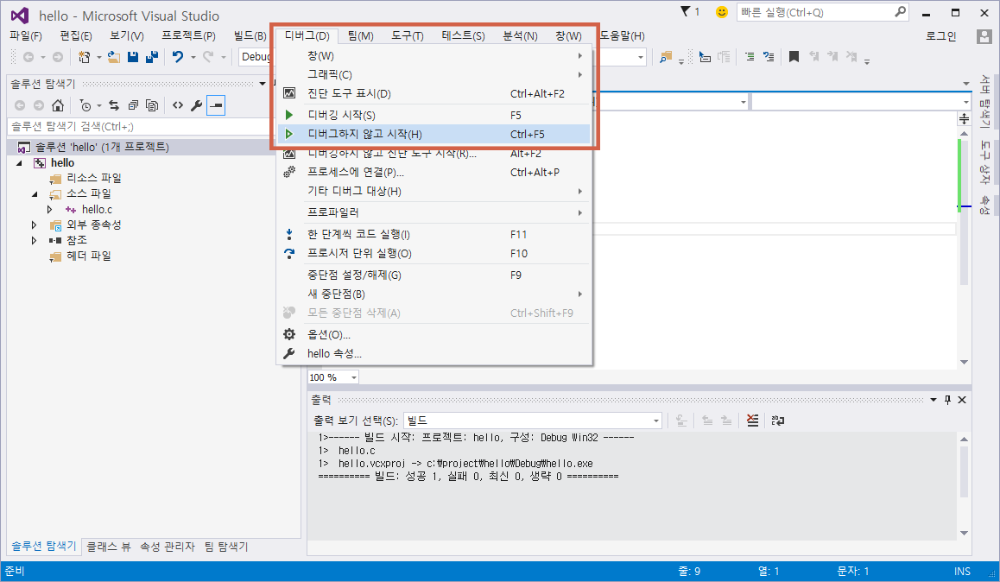 hello - Microsoft Visual Studio
1
빠른 실행(Ctrl+Q)
파일(F) 편집(E) 보기(V) 프로젝트(P) 빌드(B) 디버그(D) 팀(M) 도구(T) 테스트(S) 분석(N) 창(W) 도움말(H) 로그인
Debug
창(W)
그래픽(C)
진단 도구 표시(D) Ctrl+Alt+F2
디버깅 시작(S) F5
디버그하지 않고 시작(H) Ctrl+F5
디버깅하지 않고 진단 도구 시작(R)... Alt+F2
프로세스에 연결(P)... Ctrl+Alt+P
기타 디버그 대상(H)
프로파일러
한 단계씩 코드 실행(I) F11
프로시저 단위 실행(O) F10
중단점 설정/해제(G) F9
새 중단점(B)
모든 중단점 삭제(A) Ctrl+Shift+F9
옵션(O)...
hello 속성...
솔루션 탐색기
솔루션 탐색기 검색(Ctrl+;)
솔루션 'hello' (1개 프로젝트)
hello
리소스 파일
소스 파일
hello.c
외부 종속성
참조
헤더 파일
솔루션 탐색기 클래스 뷰 속성 관리자 팀 탐색기
서버 탐색기
도구 상자
속성
100 %
출력
출력 보기 선택(S): 빌드
1>------ 빌드 시작: 프로젝트: hello, 구성: Debug Win32 ------
1> hello.c
1> hello.vcxproj -> c:₩project₩hello₩Debug₩hello.exe
========== 빌드: 성공 1, 실패 0, 최신 0, 생략 0 ==========
준비 줄: 9 열: 1 문자: 1 INS